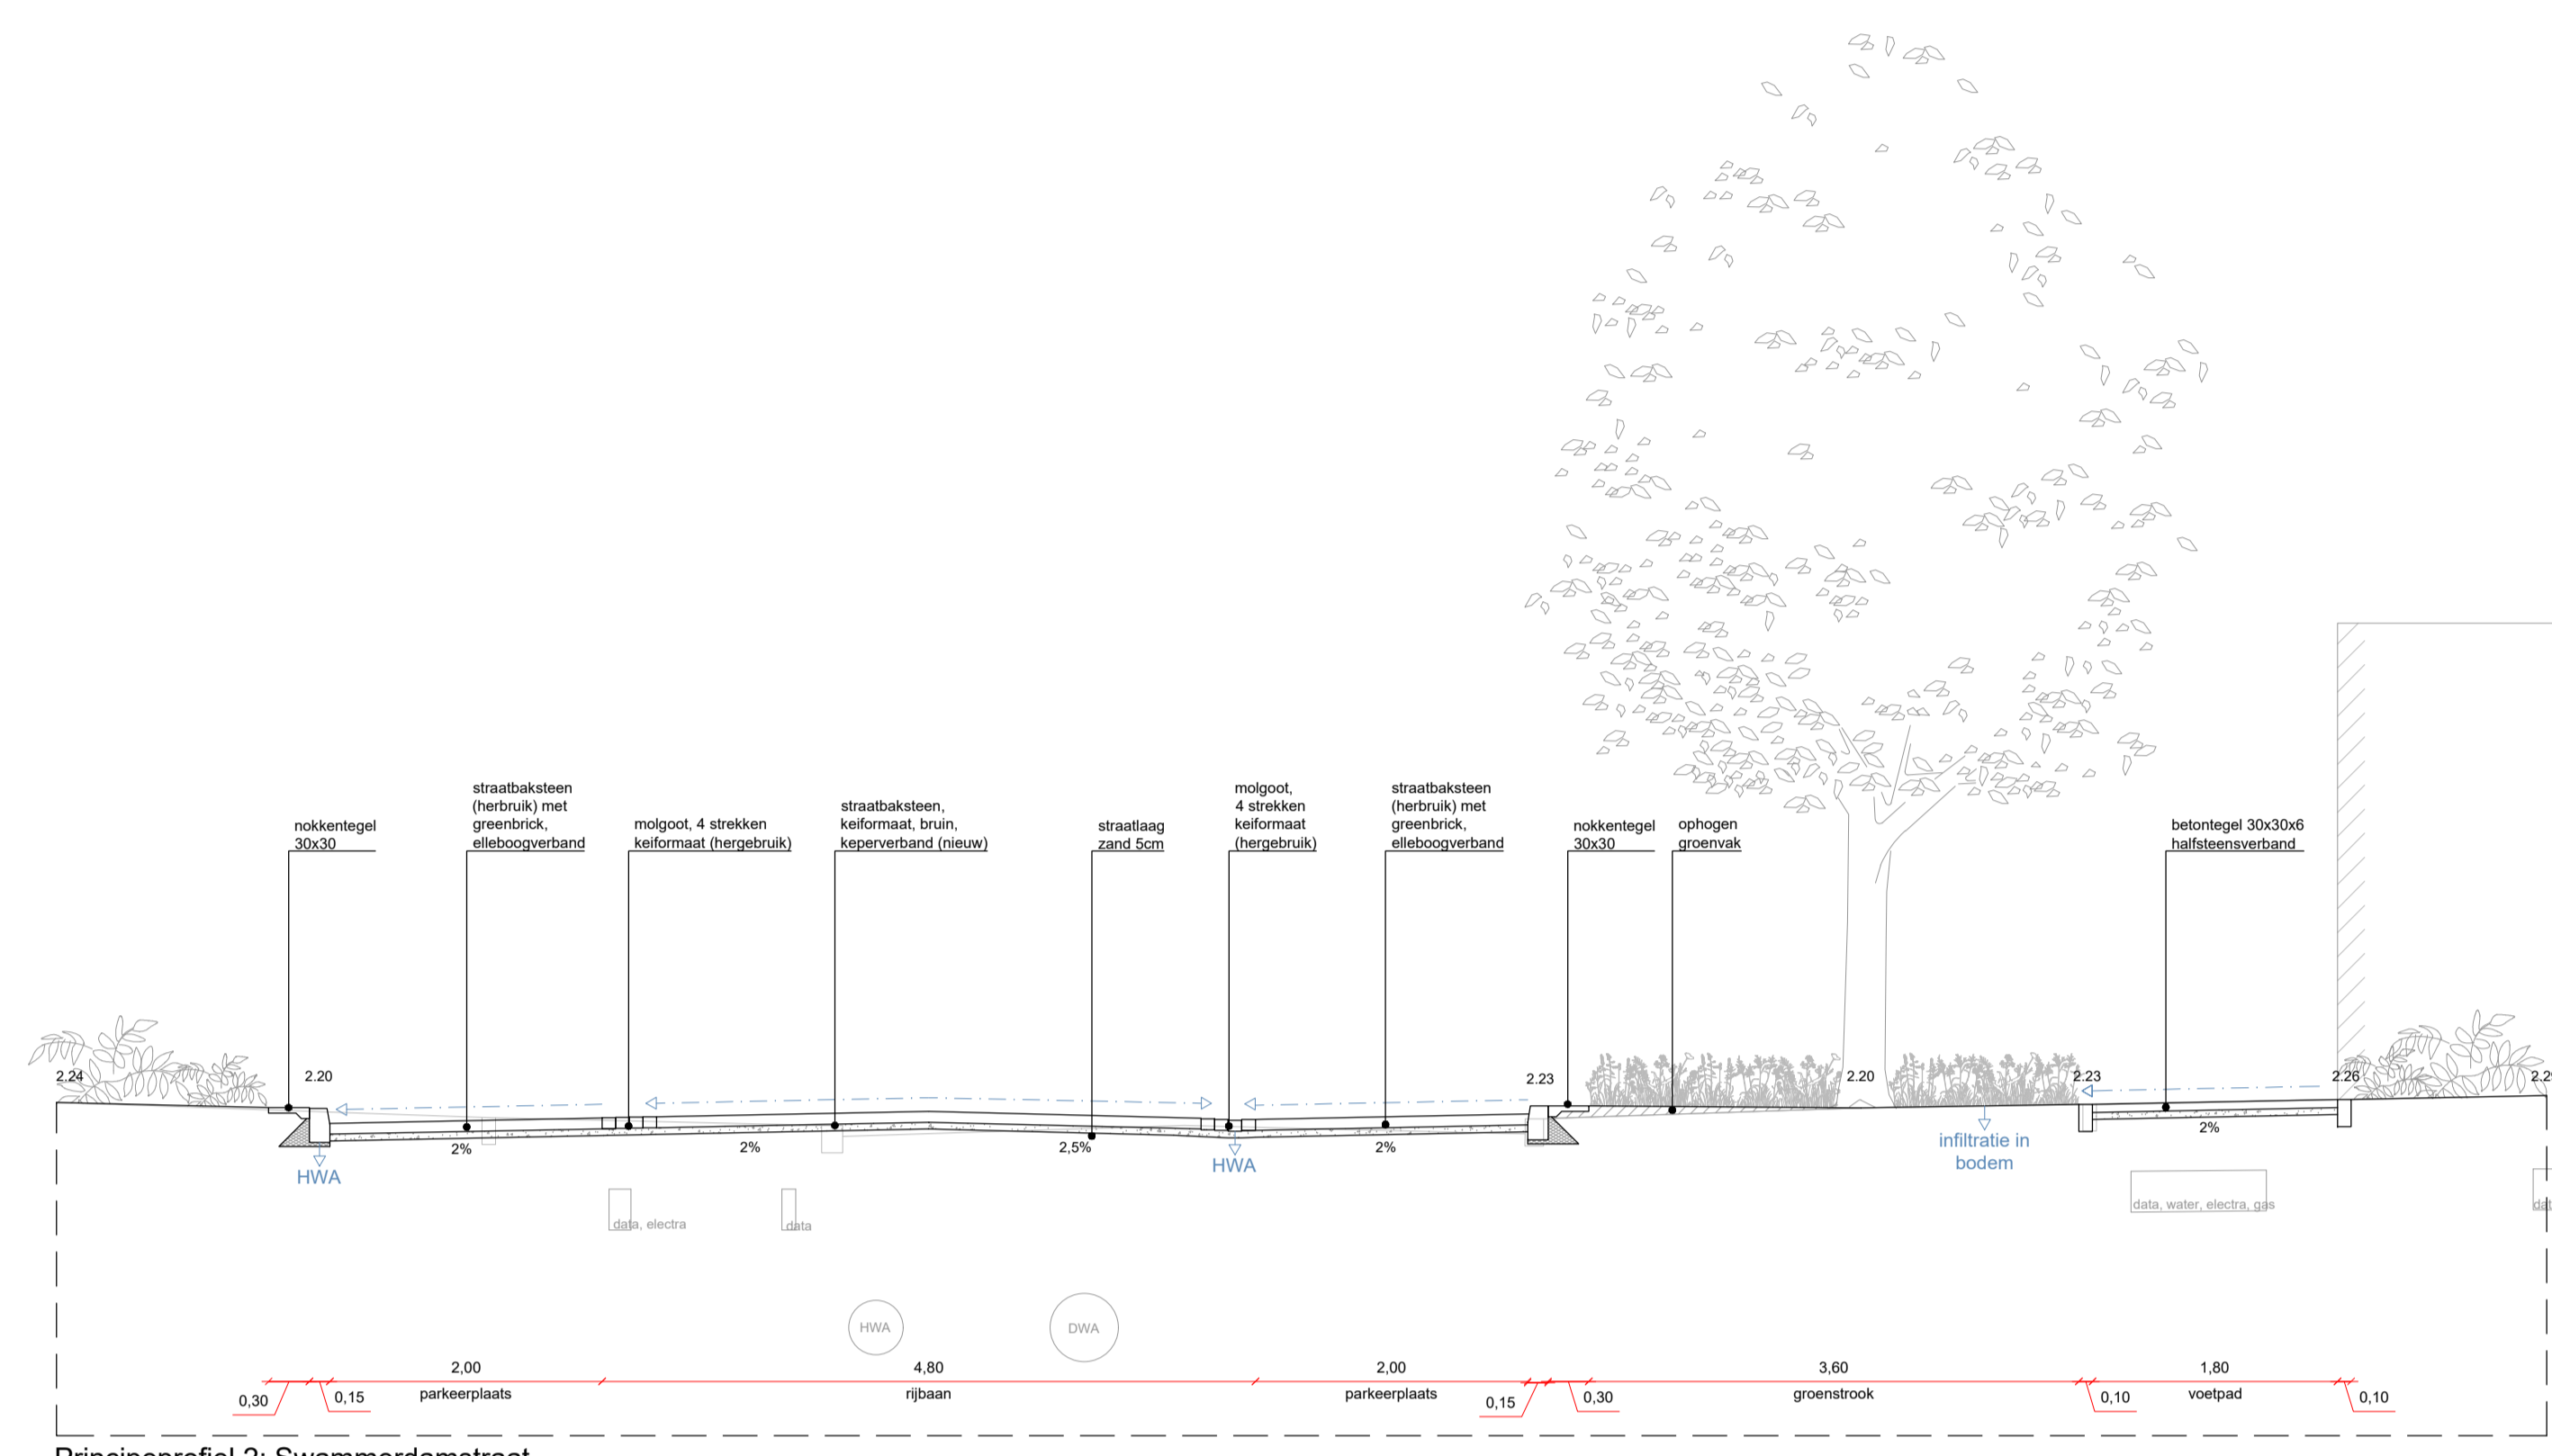 straatbaksteen
(herbruik) met
greenbrick,
elleboogverband
molgoot,
4 strekken
keiformaat
(hergebruik)
straatbaksteen
(herbruik) met
greenbrick,
elleboogverband
nokkentegel
30x30
molgoot, 4 strekken
keiformaat (hergebruik)
straatbaksteen,
keiformaat, bruin,
keperverband (nieuw)
straatlaag
zand 5cm
nokkentegel
30x30
ophogen
groenvak
betontegel 30x30x6
halfsteensverband
2.24
2.20
2.23
2.20
2.23
2.26
2%
2%
2,5%
2%
2%
HWA
HWA
infiltratie in
bodem
data, electra
data
data, water, electra, gas
HWA
DWA
2,00
4,80
2,00
3,60
1,80
0,30
0,15
parkeerplaats
rijbaan
parkeerplaats
0,15
0,30
groenstrook
0,10
voetpad
0,10
Principeprofiel 2: Swammerdamstraat